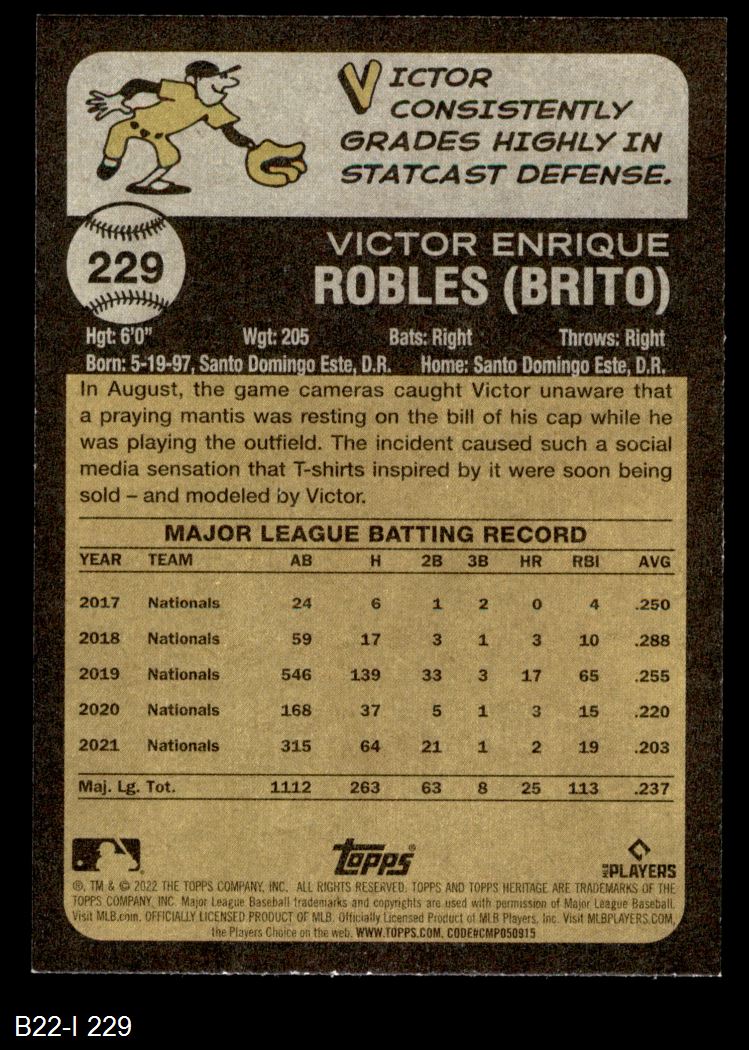 VICTOR
CONSISTENTLY
GRADES HIGHLY IN
STATCAST DEFENSE.
229
VICTOR ENRIQUE
ROBLES (BRITO)
Hgt: 6'0" Wgt: 205 Bats: Right Throws: Right
Born: 5-19-97, Santo Domingo Este, D.R. Home: Santo Domingo Este, D.R.
In August, the game cameras caught Victor unaware that
a praying mantis was resting on the bill of his cap while he
was playing the outfield. The incident caused such a social
media sensation that T-shirts inspired by it were soon being
sold – and modeled by Victor.
MAJOR LEAGUE BATTING RECORD
YEAR TEAM AB H 2B 3B HR RBI AVG
2017 Nationals 24 6 1 2 0 4 .250
2018 Nationals 59 17 3 1 3 10 .288
2019 Nationals 546 139 33 3 17 65 .255
2020 Nationals 168 37 5 1 3 15 .220
2021 Nationals 315 64 21 1 2 19 .203
Maj. Lg. Tot. 1112 263 63 8 25 113 .237
Topps® MLB PLAYERS
®, TM & © 2022 THE TOPPS COMPANY, INC. ALL RIGHTS RESERVED. TOPPS AND TOPPS HERITAGE ARE TRADEMARKS OF THE
TOPPS COMPANY, INC. Major League Baseball trademarks and copyrights are used with permission of Major League Baseball.
Visit MLB.com. OFFICIALLY LICENSED PRODUCT OF MLB. Officially Licensed Product of MLB Players, Inc. Visit MLBPLAYERS.COM,
the Players Choice on the web. WWW.TOPPS.COM. CODE#CMP050915
B22-I 229